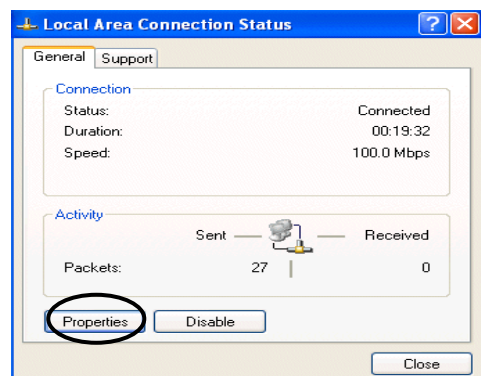 Local Area Connection Status
General Support
Connection
Status: Connected
Duration: 00:19:32
Speed: 100.0 Mbps
Activity
Sent Received
Packets: 27 0
Properties Disable
Close